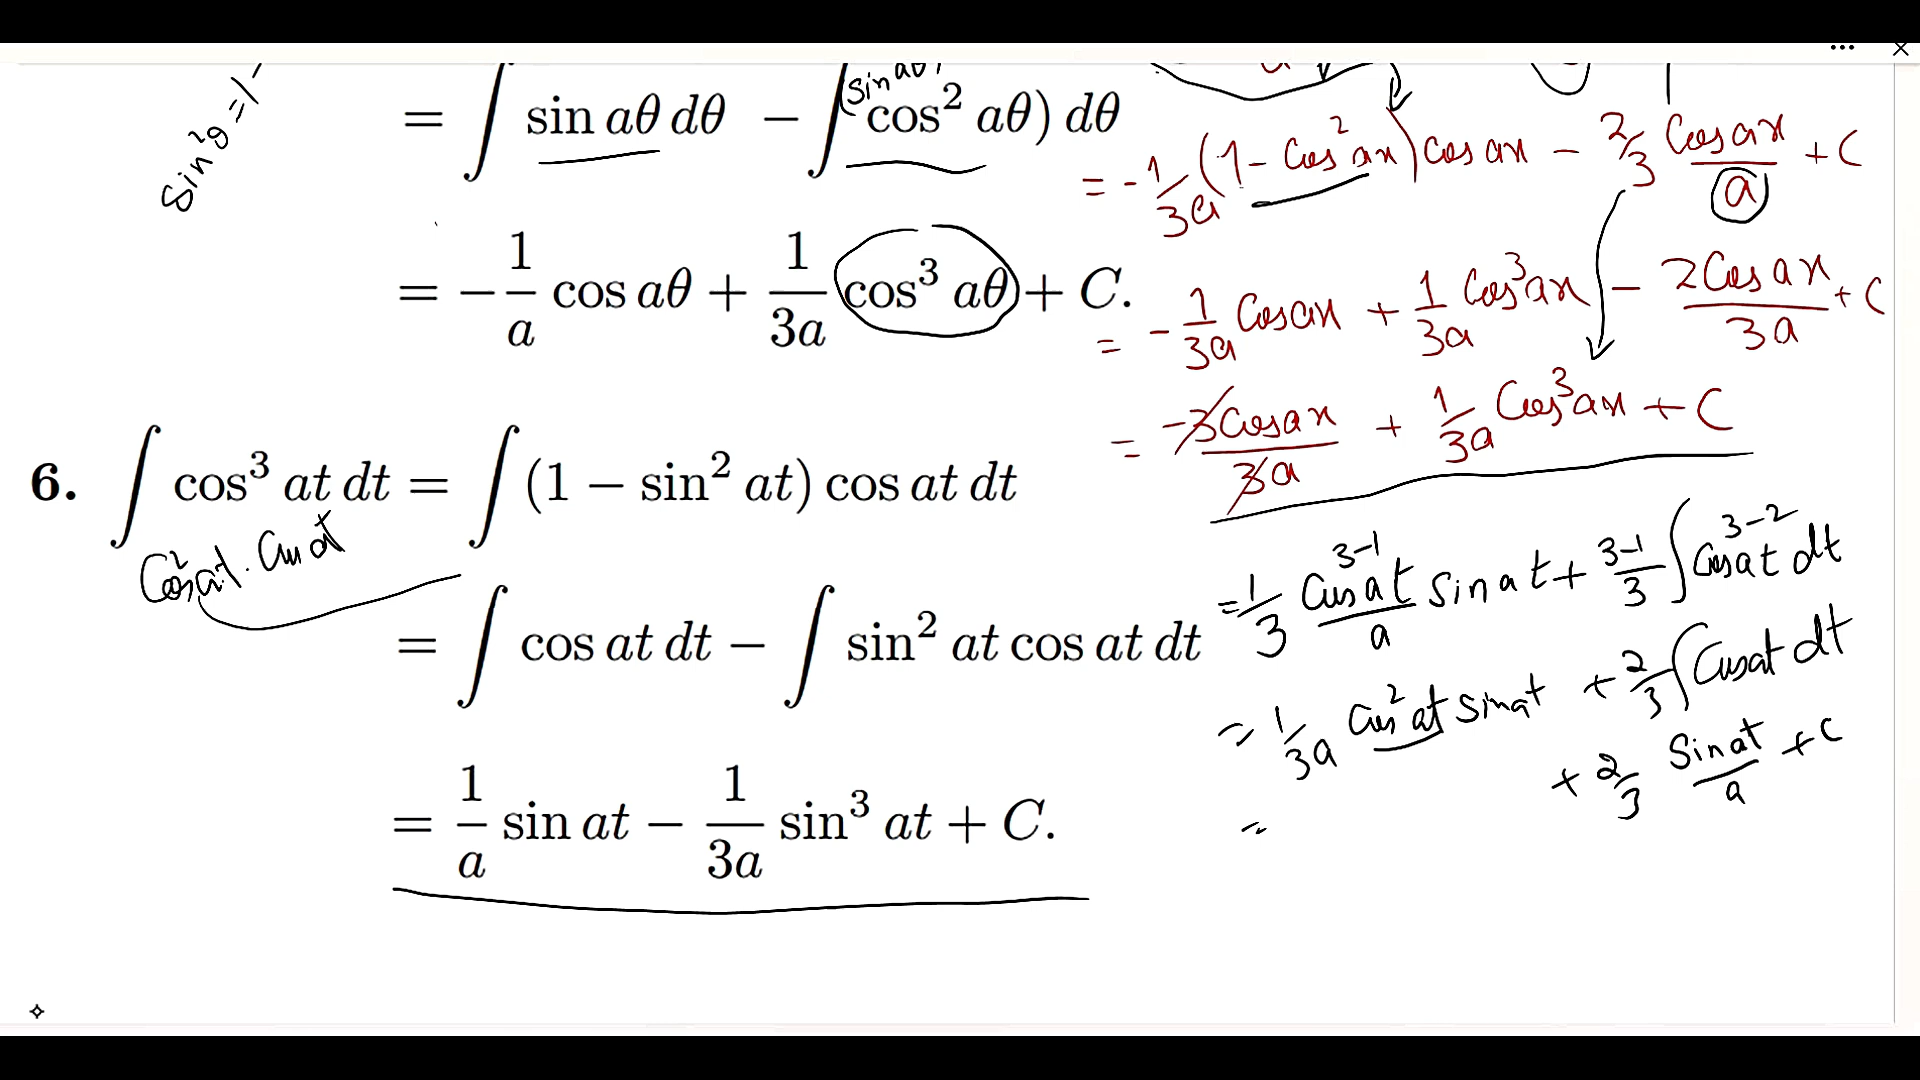 sin²θ = 1 -
= ∫ sin aθ dθ − ∫ (sin aθ, cos² aθ) dθ
= −1/a cos aθ + 1/3a cos³ aθ + C.
= -1/3a (1 - cos² ax) cos ax - 2/3 cos ax/a + C
= -1/3a cos ax + 1/3a cos³ ax - 2 cos ax/3a + C
= -3 cos ax/3a + 1/3a cos³ ax + C
6. ∫ cos³ at dt = ∫ (1 − sin² at) cos at dt
cos² at. cos at
= ∫ cos at dt − ∫ sin² at cos at dt
= 1/a sin at − 1/3a sin³ at + C.
= 1/3 cos³⁻¹ at/a sin at + 3-1/3 ∫ cos³⁻² at dt
= 1/3a cos² at sin at + 2/3 ∫ cos at dt
+ 2/3 sin at/a + C
=